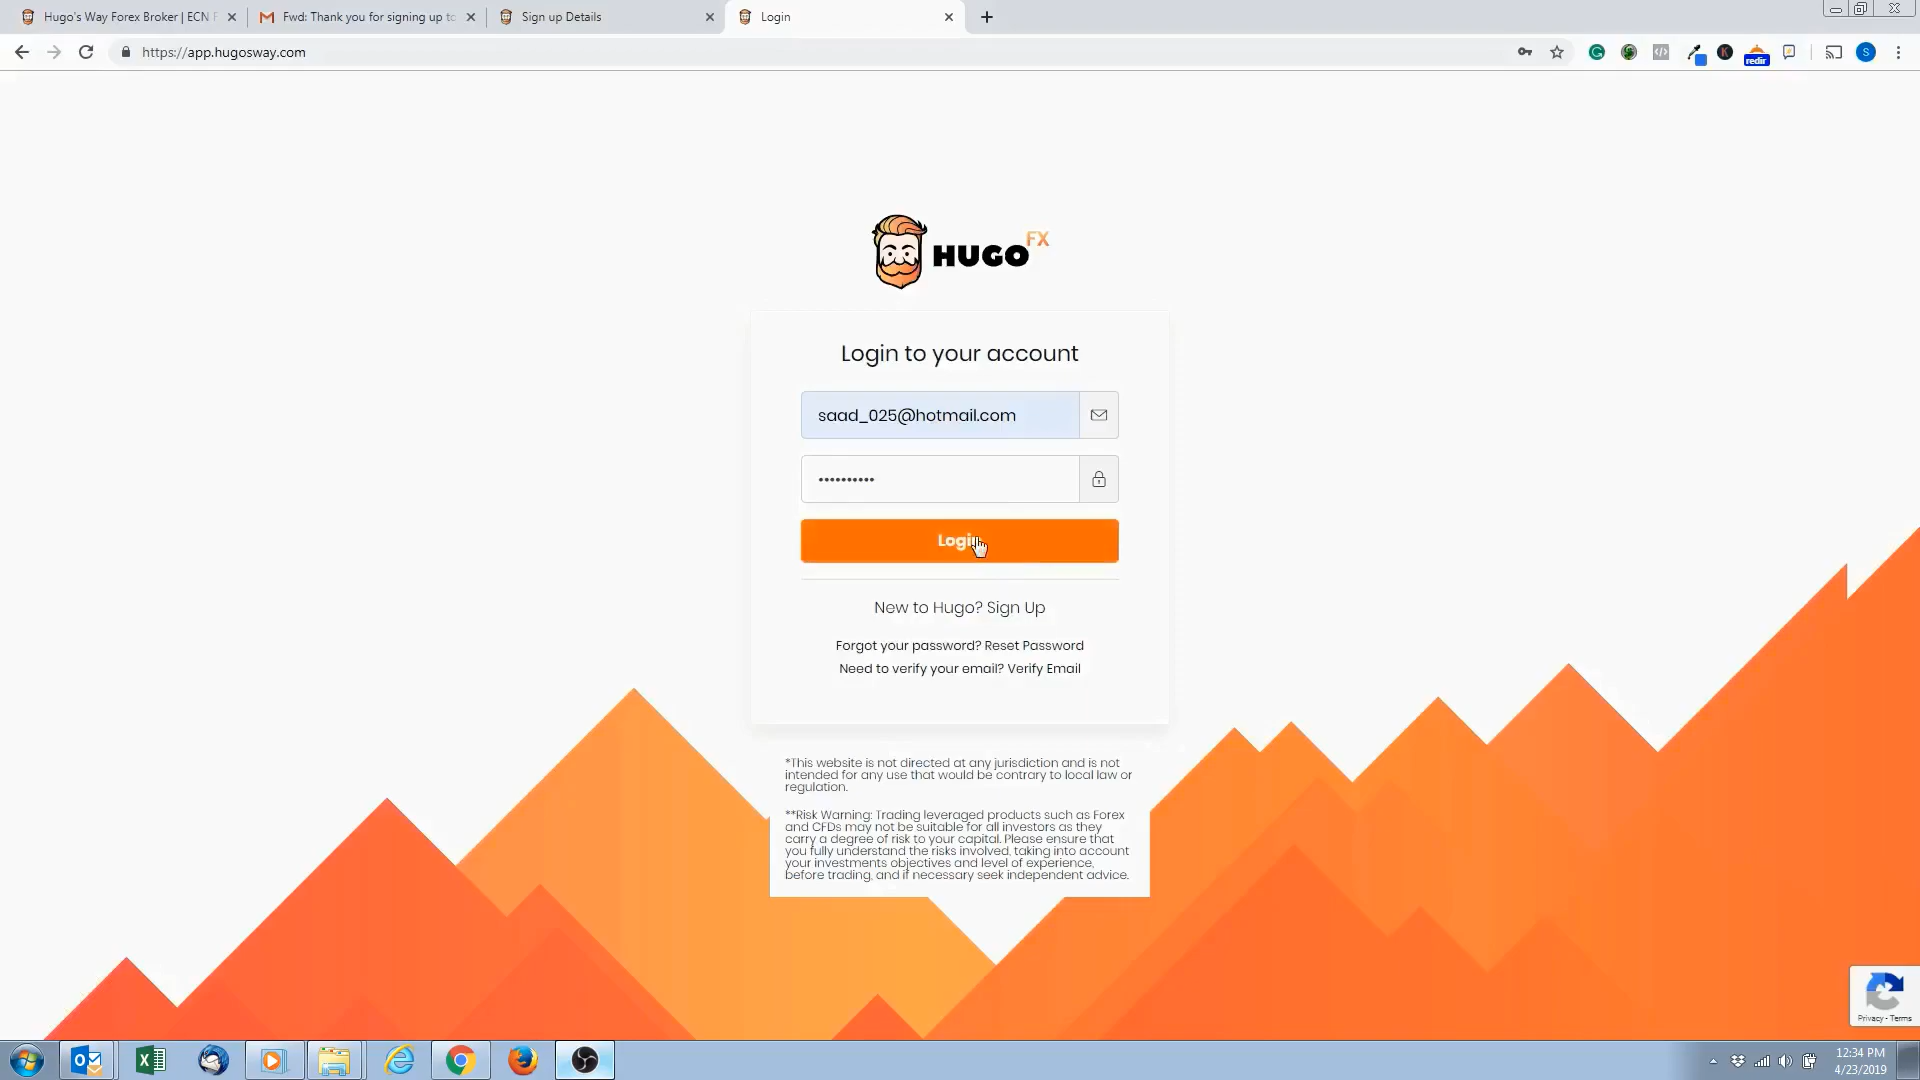 Hugo's Way Forex Broker | ECN F
Fwd: Thank you for signing up to
Sign up Details
Login
https://app.hugosway.com
redir
S
HUGO FX
Login to your account
saad_025@hotmail.com
••••••••••
Login
New to Hugo? Sign Up
Forgot your password? Reset Password
Need to verify your email? Verify Email
*This website is not directed at any jurisdiction and is not
intended for any use that would be contrary to local law or
regulation.
**Risk Warning: Trading leveraged products such as Forex
and CFDs may not be suitable for all investors as they
carry a degree of risk to your capital. Please ensure that
you fully understand the risks involved, taking into account
your investments objectives and level of experience,
before trading, and if necessary seek independent advice.
Privacy - Terms
12:34 PM
4/23/2019